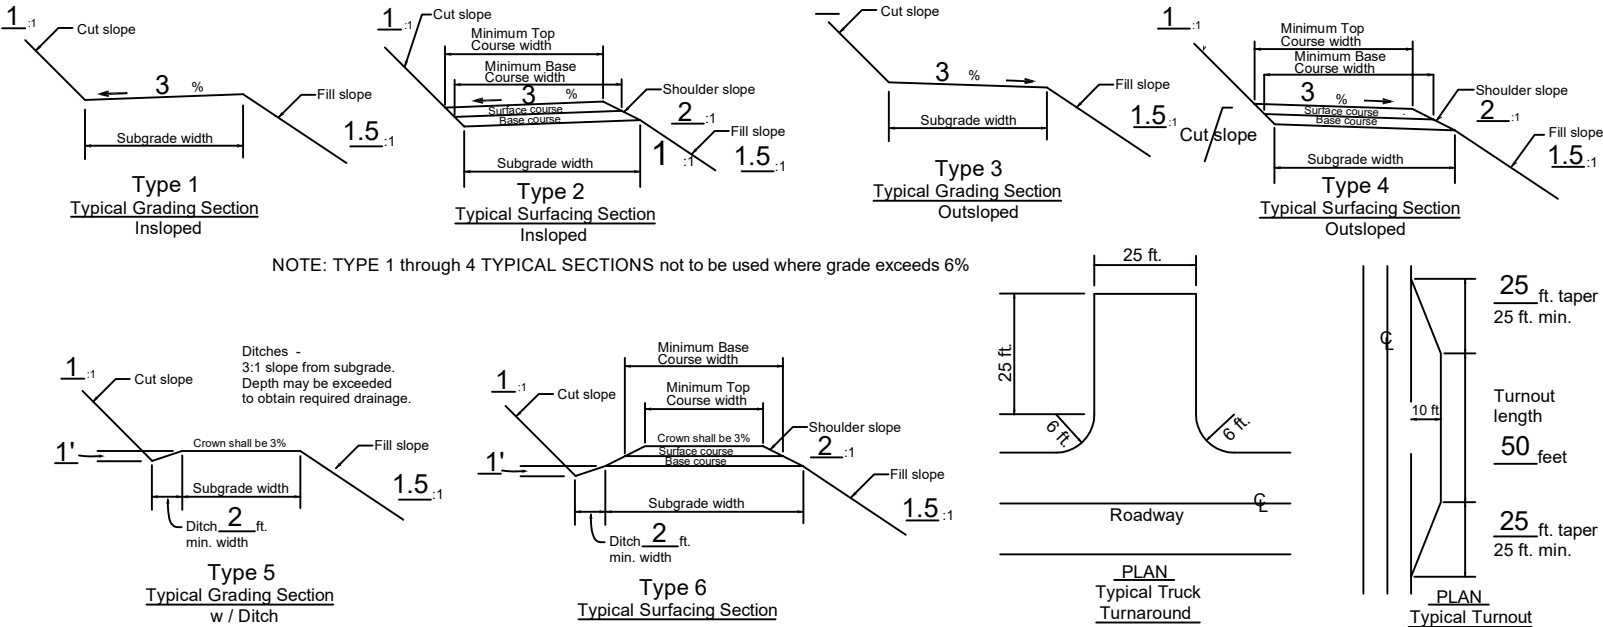 1 :1
Cut slope
3 %
Fill slope
1.5 :1
Subgrade width
Type 1
Typical Grading Section
Insloped
1 :1
Cut slope
Minimum Top
Course width
Minimum Base
Course width
3 %
Surface course
Base course
Shoulder slope
2 :1
Fill slope
1 :1
1.5 :1
Subgrade width
Type 2
Typical Surfacing Section
Insloped
Cut slope
3 %
Fill slope
1.5 :1
Subgrade width
Type 3
Typical Grading Section
Outsloped
1 :1
Cut slope
Minimum Top
Course width
Minimum Base
Course width
3 %
Surface course
Base course
Shoulder slope
2 :1
Fill slope
1.5 :1
Subgrade width
Type 4
Typical Surfacing Section
Outsloped
NOTE: TYPE 1 through 4 TYPICAL SECTIONS not to be used where grade exceeds 6%
1 :1
Cut slope
Ditches -
3:1 slope from subgrade.
Depth may be exceeded
to obtain required drainage.
1'
Crown shall be 3%
Fill slope
1.5 :1
Subgrade width
Ditch 2 ft.
min. width
Type 5
Typical Grading Section
w / Ditch
1 :1
Cut slope
Minimum Base
Course width
Minimum Top
Course width
Crown shall be 3%
Surface course
Base course
Shoulder slope
2 :1
1'
Fill slope
1.5 :1
Subgrade width
Ditch 2 ft.
min. width
Type 6
Typical Surfacing Section
25 ft.
25 ft.
6 ft.
6 ft.
CL
Roadway
PLAN
Typical Truck
Turnaround
CL
25 ft. taper
25 ft. min.
10 ft
Turnout
length
50 feet
25 ft. taper
25 ft. min.
PLAN
Typical Turnout